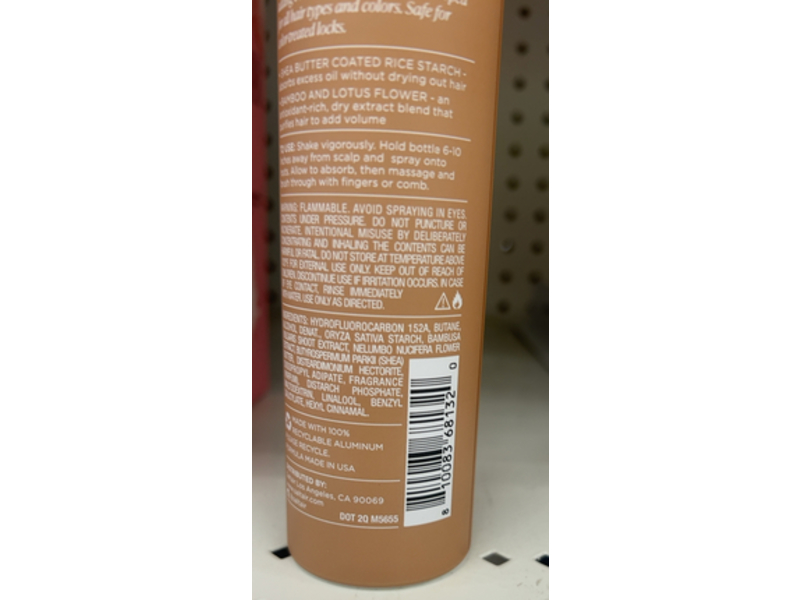 all hair types and colors. Safe for
treated locks.
SHEA BUTTER COATED RICE STARCH -
absorbs excess oil without drying out hair
BAMBOO AND LOTUS FLOWER - an
antioxidant-rich, dry extract blend that
hair to add volume
TO USE: Shake vigorously. Hold bottle 6-10
inches away from scalp and spray onto
roots. Allow to absorb, then massage and
brush through with fingers or comb.
WARNING: FLAMMABLE. AVOID SPRAYING IN EYES.
CONTENTS UNDER PRESSURE. DO NOT PUNCTURE OR
INCINERATE. INTENTIONAL MISUSE BY DELIBERATELY
CONCENTRATING AND INHALING THE CONTENTS CAN BE
HARMFUL OR FATAL. DO NOT STORE AT TEMPERATURE ABOVE
120°F FOR EXTERNAL USE ONLY. KEEP OUT OF REACH OF
CHILDREN. DISCONTINUE USE IF IRRITATION OCCURS. IN CASE
OF EYE CONTACT, RINSE IMMEDIATELY
WITH WATER. USE ONLY AS DIRECTED.
INGREDIENTS: HYDROFLUOROCARBON 152A, BUTANE,
ALCOHOL DENAT., ORYZA SATIVA STARCH, BAMBUSA
VULGARIS SHOOT EXTRACT, NELUMBO NUCIFERA FLOWER
EXTRACT, BUTYROSPERMUM PARKII (SHEA)
BUTTER, DISTEARDIMONIUM HECTORITE,
DIISOPROPYL ADIPATE, FRAGRANCE
DISTARCH PHOSPHATE,
MALTODEXTRIN, LINALOOL, BENZYL
SALICYLATE, HEXYL CINNAMAL.
MADE WITH 100%
RECYCLABLE ALUMINUM
PLEASE RECYCLE.
FORMULA MADE IN USA
DISTRIBUTED BY:
Los Angeles, CA 90069
hair.com
DOT 2Q M5655
8 10083 68132 0